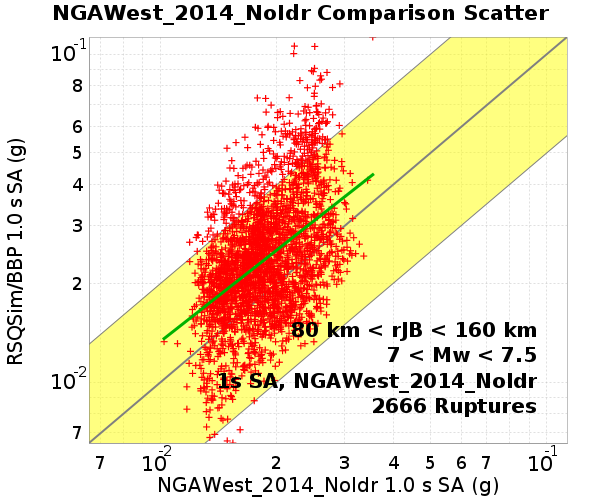 NGAWest_2014_NoIdr Comparison Scatter
10-1
8
6
5
4
3
2
10-2
7
RSQSim/BBP 1.0 s SA (g)
80 km < rJB < 160 km
7 < Mw < 7.5
1s SA, NGAWest_2014_NoIdr
2666 Ruptures
7 10-2 2 3 4 5 6 7 10-1
NGAWest_2014_NoIdr 1.0 s SA (g)